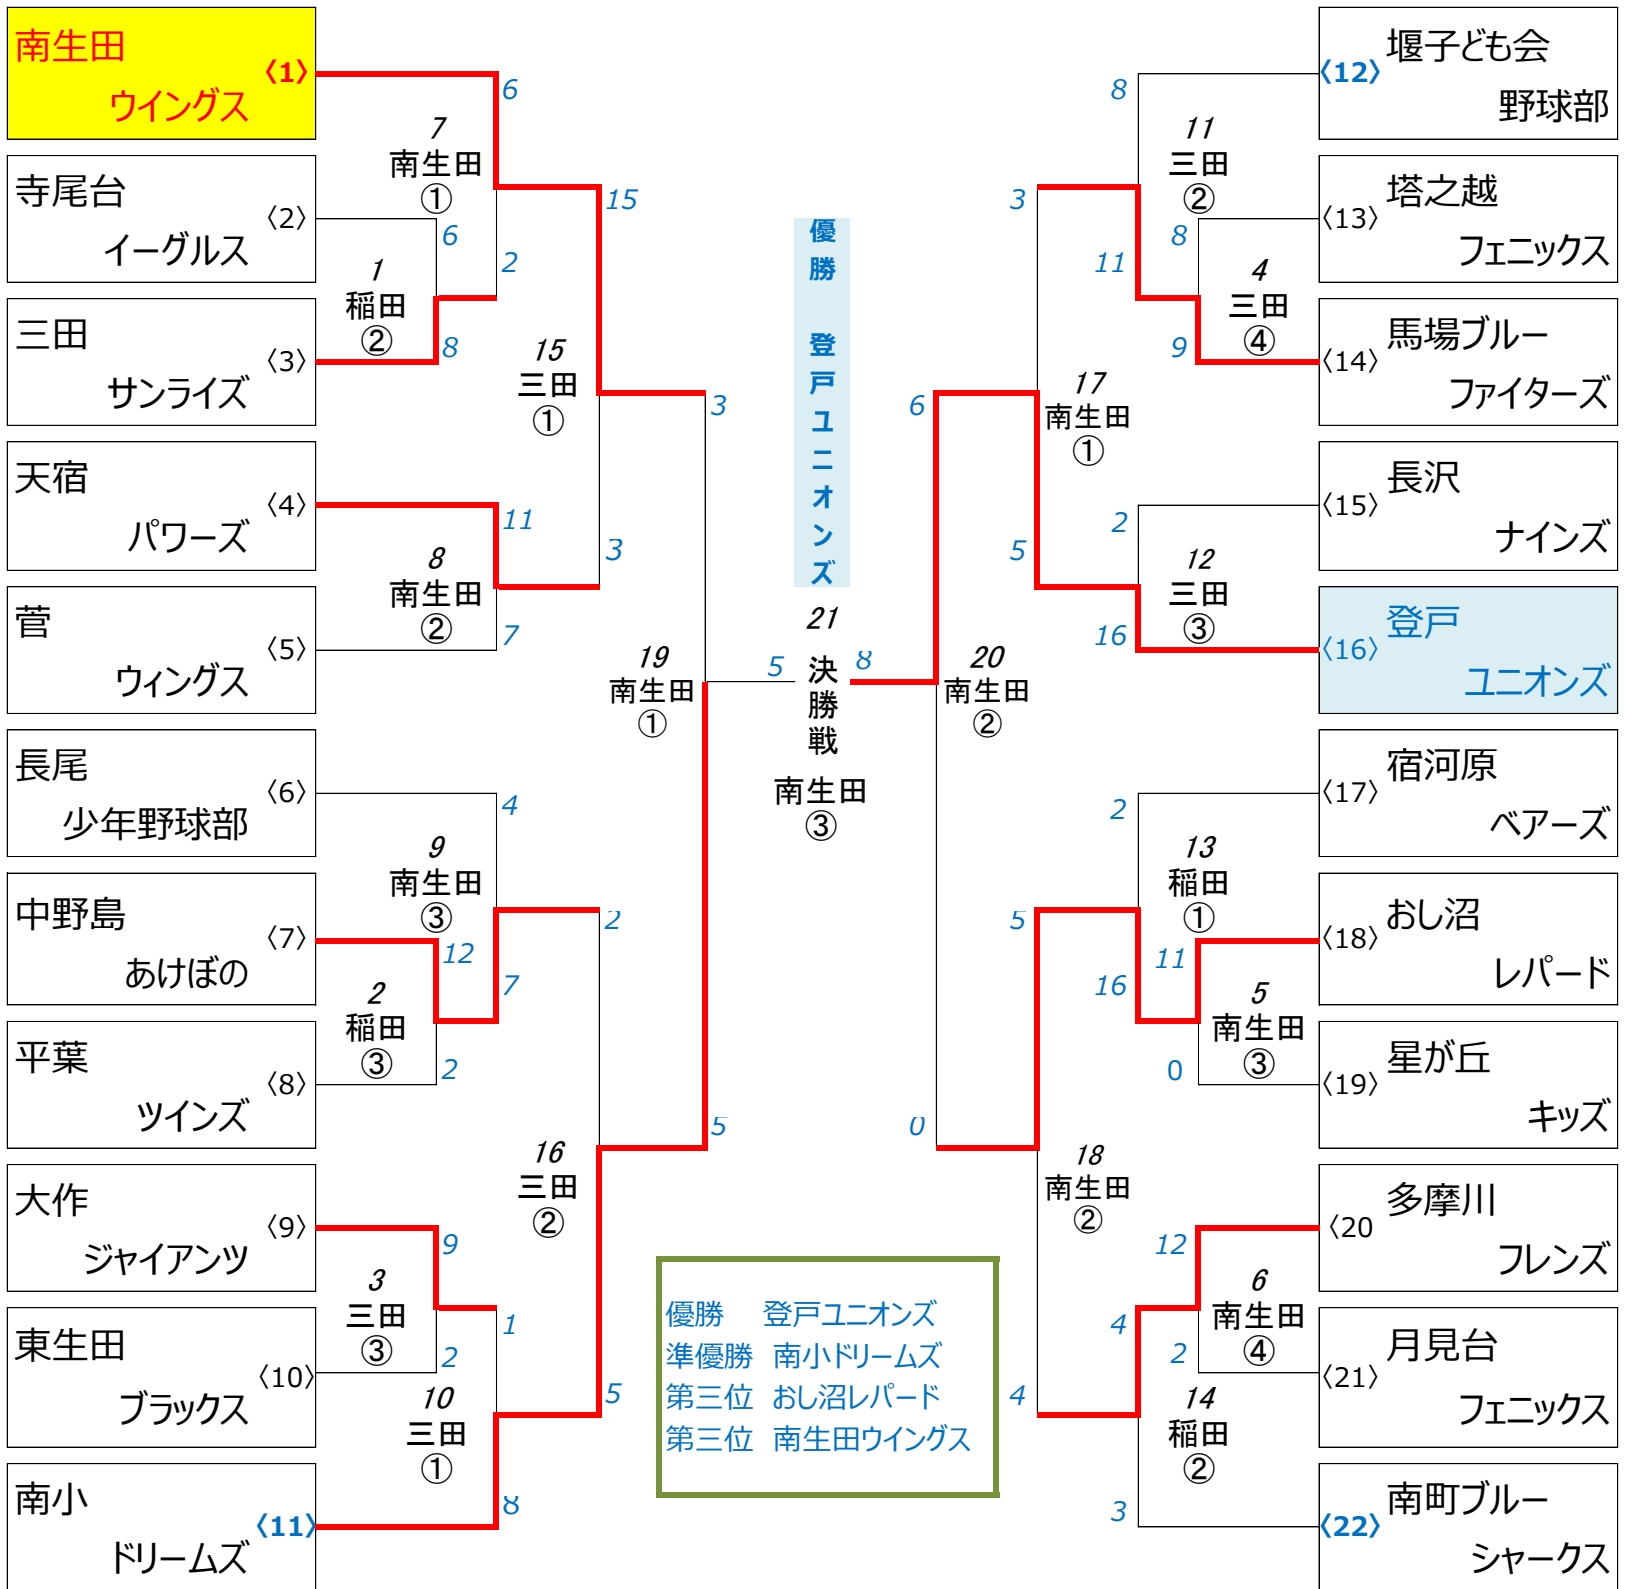 南生田
ウイングス
〈1〉
寺尾台
イーグルス
〈2〉
三田
サンライズ
〈3〉
天宿
パワーズ
〈4〉
菅
ウィングス
〈5〉
長尾
少年野球部
〈6〉
中野島
あけぼの
〈7〉
平葉
ツインズ
〈8〉
大作
ジャイアンツ
〈9〉
東生田
ブラックス
〈10〉
南小
ドリームズ
〈11〉
6
7
南生田
①
6
2
1
稲田
②
8
15
15
三田
①
11
3
8
南生田
②
7
3
19
南生田
①
4
9
南生田
③
12
7
2
2
稲田
③
2
5
16
三田
②
9
3
三田
③
1
2
10
三田
①
5
8
優勝 登戸ユニオンズ
21
5
決勝戦
8
南生田
③
優勝 登戸ユニオンズ
準優勝 南小ドリームズ
第三位 おし沼レパード
第三位 南生田ウイングス
8
11
三田
②
3
8
11
4
三田
④
9
17
南生田
①
6
2
5
12
三田
③
16
20
南生田
②
2
13
稲田
①
5
11
16
5
南生田
③
0
0
18
南生田
②
12
6
南生田
④
4
2
4
14
稲田
②
3
〈12〉
堰子ども会
野球部
〈13〉
塔之越
フェニックス
〈14〉
馬場ブルー
ファイターズ
〈15〉
長沢
ナインズ
〈16〉
登戸
ユニオンズ
〈17〉
宿河原
ベアーズ
〈18〉
おし沼
レパード
〈19〉
星が丘
キッズ
〈20
多摩川
フレンズ
〈21〉
月見台
フェニックス
〈22〉
南町ブルー
シャークス